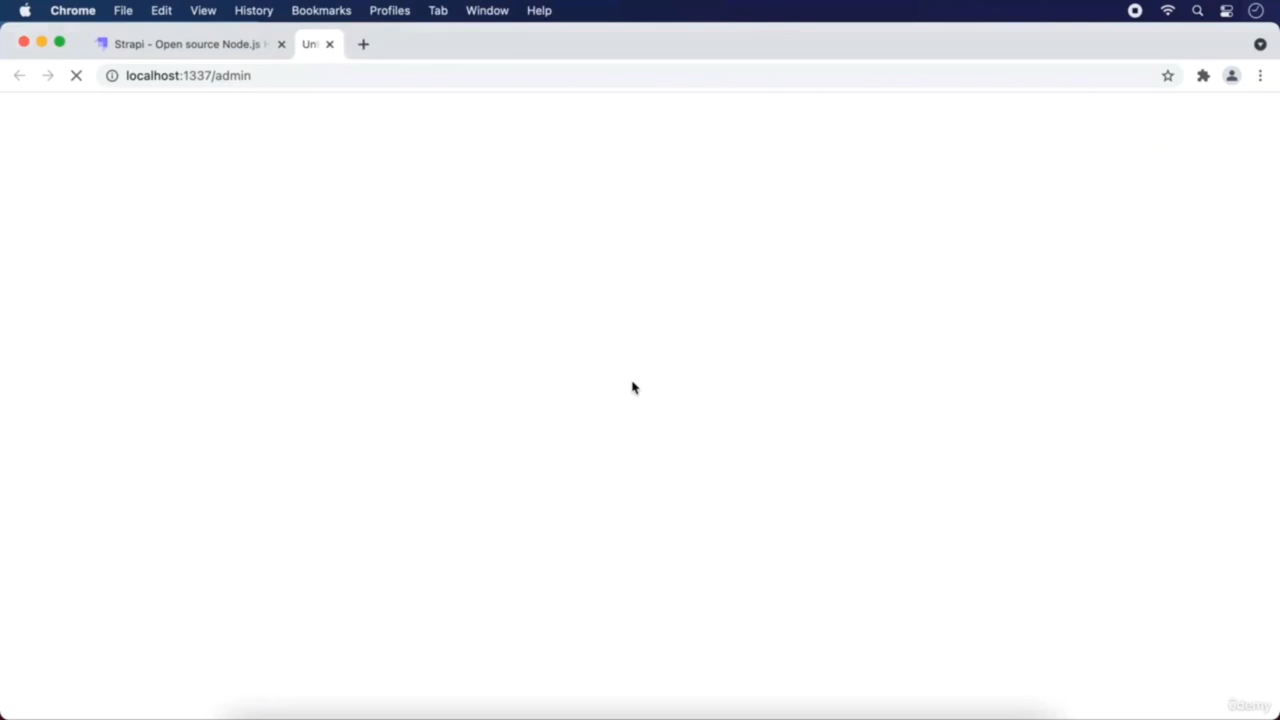 Chrome File Edit View History Bookmarks Profiles Tab Window Help
Strapi - Open source Node.js Un
localhost:1337/admin
ûdemy